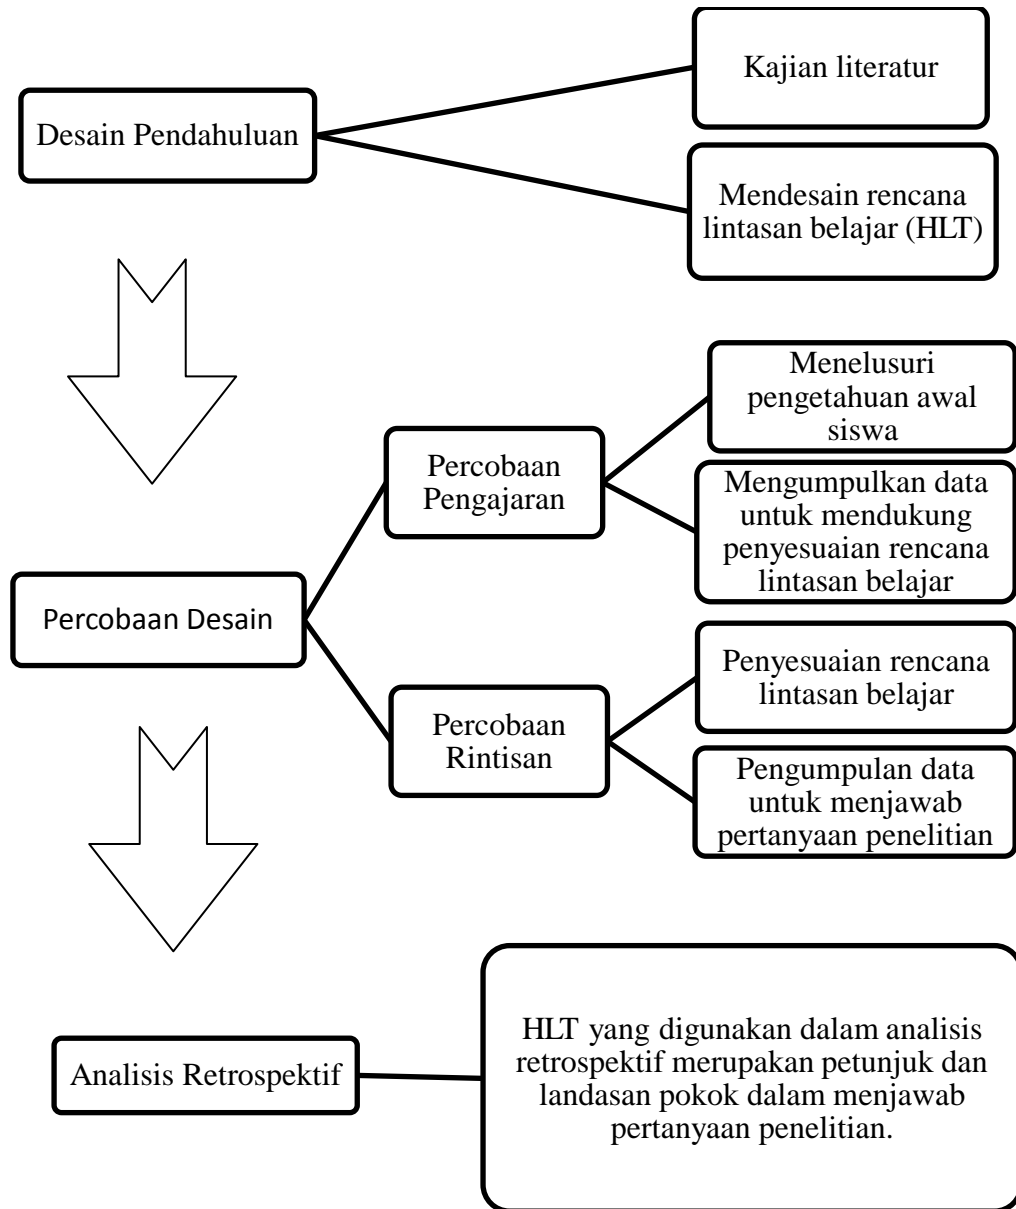 Desain Pendahuluan
Kajian literatur
Mendesain rencana
lintasan belajar (HLT)
Percobaan Desain
Percobaan
Pengajaran
Menelusuri
pengetahuan awal
siswa
Mengumpulkan data
untuk mendukung
penyesuaian rencana
lintasan belajar
Percobaan
Rintisan
Penyesuaian rencana
lintasan belajar
Pengumpulan data
untuk menjawab
pertanyaan penelitian
Analisis Retrospektif
HLT yang digunakan dalam analisis
retrospektif merupakan petunjuk dan
landasan pokok dalam menjawab
pertanyaan penelitian.